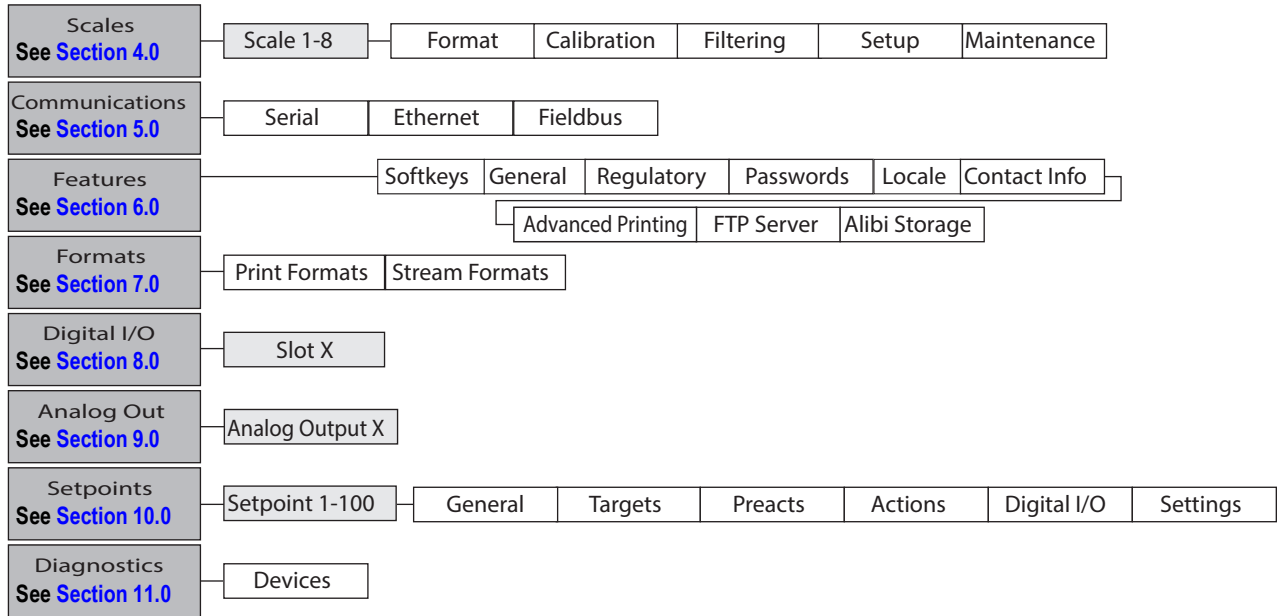 Scales
See Section 4.0
Scale 1-8
Format
Calibration
Filtering
Setup
Maintenance
Communications
See Section 5.0
Serial
Ethernet
Fieldbus
Features
See Section 6.0
Softkeys
General
Regulatory
Passwords
Locale
Contact Info
Advanced Printing
FTP Server
Alibi Storage
Formats
See Section 7.0
Print Formats
Stream Formats
Digital I/O
See Section 8.0
Slot X
Analog Out
See Section 9.0
Analog Output X
Setpoints
See Section 10.0
Setpoint 1-100
General
Targets
Preacts
Actions
Digital I/O
Settings
Diagnostics
See Section 11.0
Devices